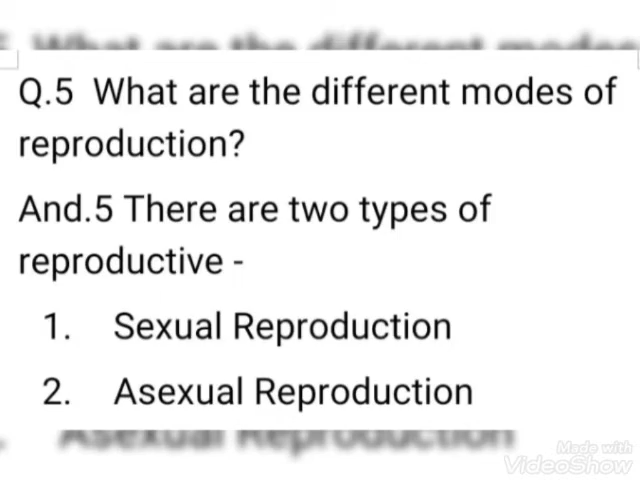 Q.5 What are the different modes of
reproduction?
And.5 There are two types of
reproductive -
1. Sexual Reproduction
2. Asexual Reproduction
Made with
VideoShow